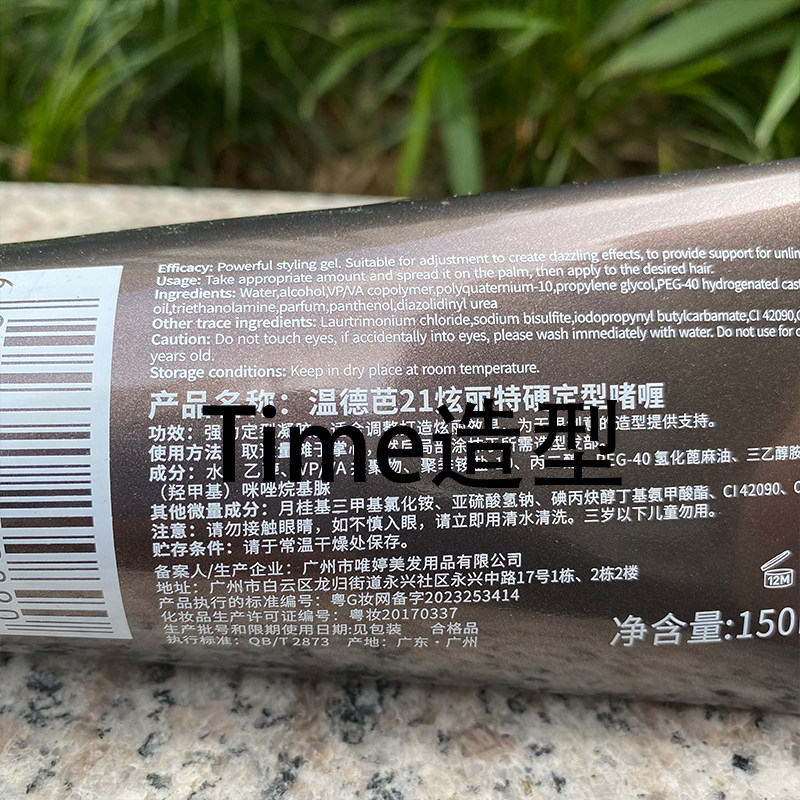 Efficacy: Powerful styling gel. Suitable for adjustment to create dazzling effects, to provide support for
Usage: Take appropriate amount and spread it on the palm, then apply to the desired hair.
Ingredients: Water,alcohol,VP/VA copolymer,polyquaternium-10,propylene glycol,PEG-40 hydrogenated
oil,triethanolamine,parfum,panthenol,diazolidinyl urea
Other trace ingredients: Laurtrimonium chloride,sodium bisulfite,iodopropynyl butylcarbamate,CI 42090,
Caution: Do not touch eyes, if accidentally into eyes, please wash immediately with water. Do not use for
years old.
Storage conditions: Keep in dry place at room temperature.
产品名称：温德芭21炫丽特硬定型啫喱
Time造型
功效：强 定型 的造型提供支持。
使用方法 取适量
成分：水、乙 VP/VA PEG-40 氢化蓖麻油、三乙醇胺
（羟甲基）咪唑烷基脲
其他微量成分：月桂基三甲基氯化铵、亚硫酸氢钠、碘丙炔醇丁基氨甲酸酯、CI 42090、
注意：请勿接触眼睛，如不慎入眼，请立即用清水清洗。三岁以下儿童勿用。
贮存条件：请于常温干燥处保存。
备案人/生产企业：广州市唯婷美发用品有限公司
地址：广州市白云区龙归街道永兴社区永兴中路17号1栋、2栋2楼
产品执行的标准编号：粤G妆网备字2023253414
化妆品生产许可证编号：粤妆20170337
生产批号和限期使用日期:见包装 合格品
执行标准：QB/T 2873 产地：广东·广州
12M
净含量:150